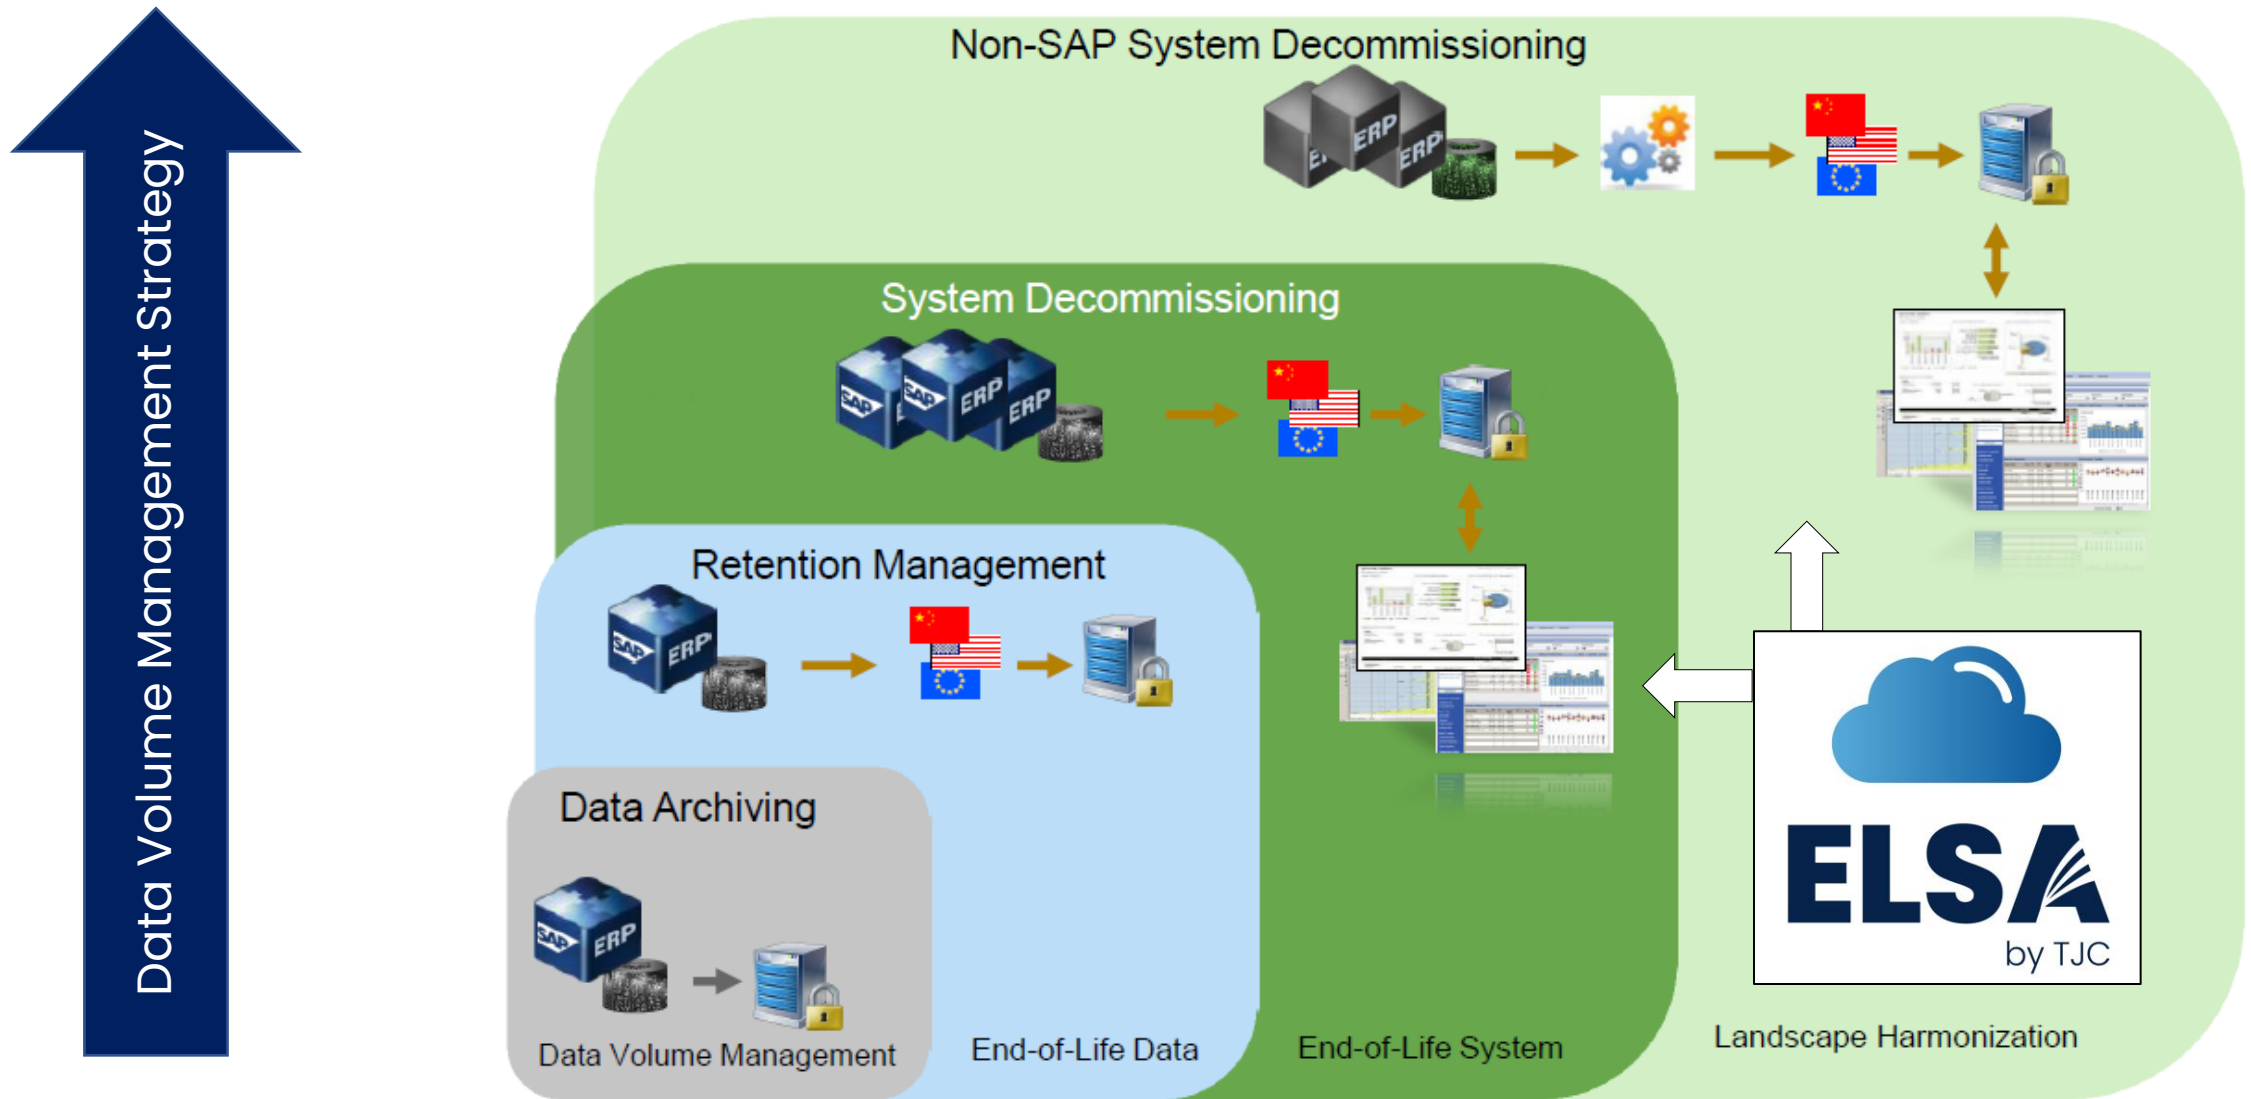 Data Volume Management Strategy
Non-SAP System Decommissioning
ERP
ERP
System Decommissioning
SAP
SAP
ERP
ERP
Retention Management
SAP
ERP
Data Archiving
SAP
ERP
Data Volume Management
End-of-Life Data
End-of-Life System
Landscape Harmonization
ELSA
by TJC